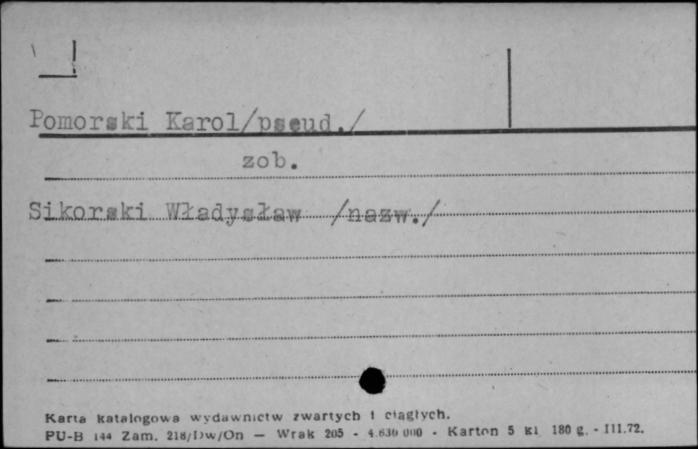 Pomorski Karol/pseud./
zob.
Sikorski Władysław /nazw./
Karta katalogowa wydawnictw zwartych i ciągłych.
PU-B 144 Zam. 218/Dw/On — Wrak 205 - 4.630 000 - Karton 5 kl 180 g. - III.72.